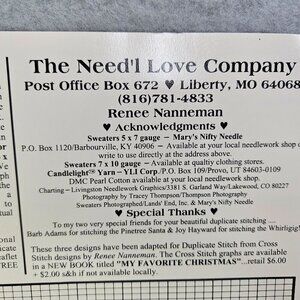 The Need'l Love Company
Post Office Box 672 ♥ Liberty, MO 64068
(816)781-4833
Renee Nanneman
♥ Acknowledgments ♥
Sweaters 5 x 7 gauge - Mary's Nifty Needle
P.O. Box 1120/Barbourville, KY 40906 - Available at your local needlework shop o
write to use directly at the address above.
Sweaters 7 x 10 gauge - Available at quality clothing stores.
Candlelight™ Yarn - YLI Corp./P.O. Box 109/Provo, UT 84603-0109
DMC Pearl Cotton available at your local needlework shop.
Charting - Livingston Needlework Graphics/3381 S. Garland Way/Lakewood, CO 80227
Photography by Tracey Thompson/Thompson Photography
Sweaters Photographed/Lands' End, Inc. & Mary's Nifty Needle
♥ Special Thanks ♥
To my two very special friends for your beautiful duplicate stitching ....
Barb Adams for stitching the Pinetree Santa & Joy Hayward for stitching the Whirligig!
These three designs have been adapted for Duplicate Stitch from Cross
Stitch designs by Renee Nanneman. The Cross Stitch graphs are available
in a NEW BOOK titled "MY FAVORITE CHRISTMAS"...retail $6.00
+ $2.00 s&h if not available locally.